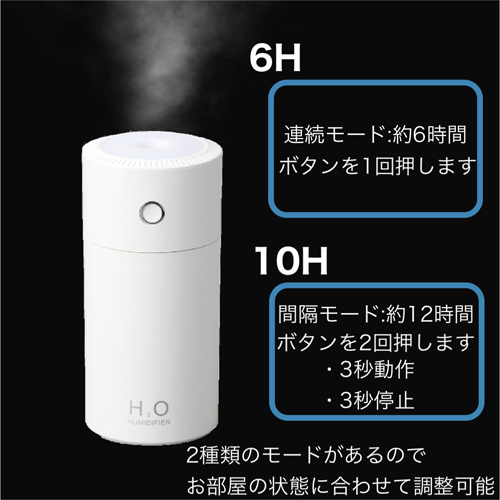 6H
連続モード:約6時間
ボタンを1回押します
10H
間隔モード:約12時間
ボタンを2回押します
・3秒動作
・3秒停止
H2O
HUMIDIFIER
2種類のモードがあるので
お部屋の状態に合わせて調整可能